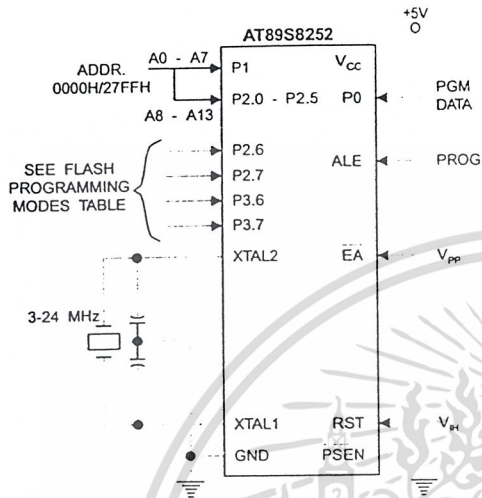 +5V
AT89S8252
A0 - A7
ADDR.
0000H/27FFH
A8 - A13
P1
VCC
P2.0 - P2.5
P0
PGM
DATA
SEE FLASH
PROGRAMMING
MODES TABLE
P2.6
P2.7
P3.6
P3.7
ALE
PROG
XTAL2
EA
VPP
3-24 MHz
XTAL1
RST
VIH
GND
PSEN